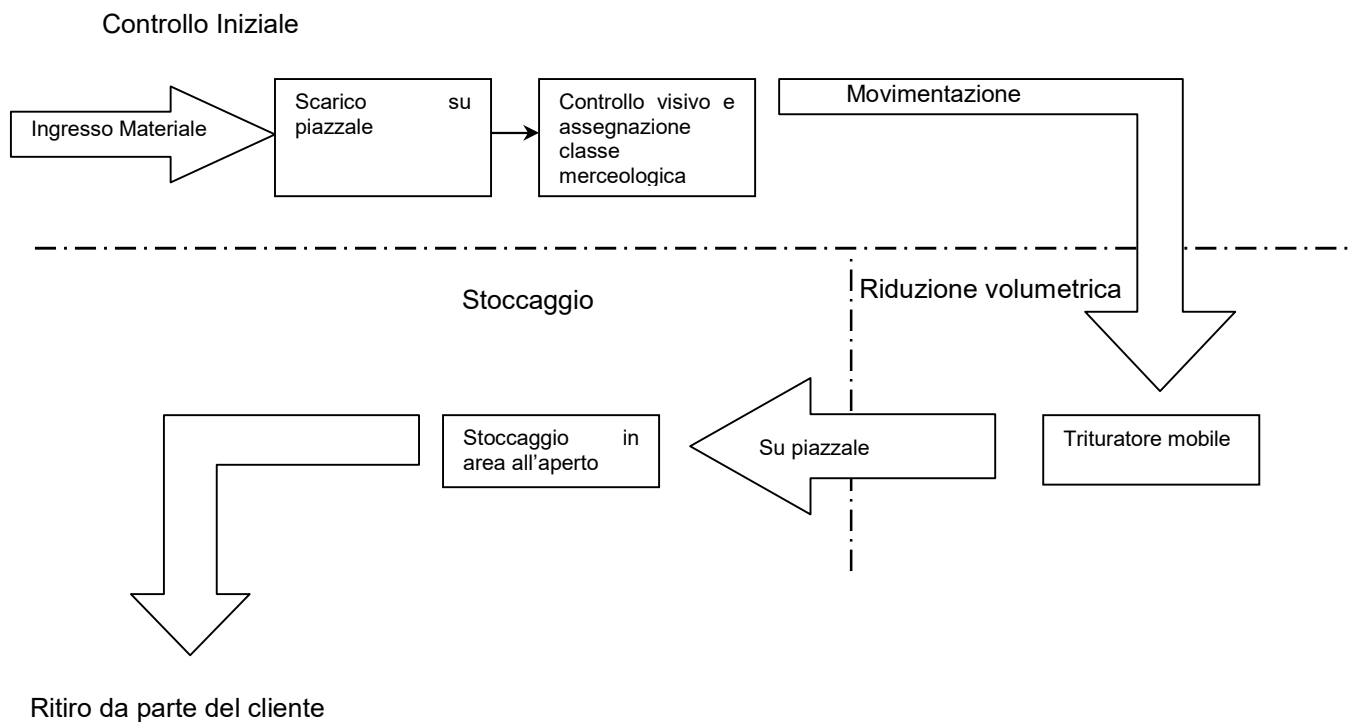 Controllo Iniziale
Ingresso Materiale
Scarico su
piazzale
Controllo visivo e
assegnazione
classe
merceologica
Movimentazione
Stoccaggio
Riduzione volumetrica
Stoccaggio in
area all'aperto
Su piazzale
Trituratore mobile
Ritiro da parte del cliente